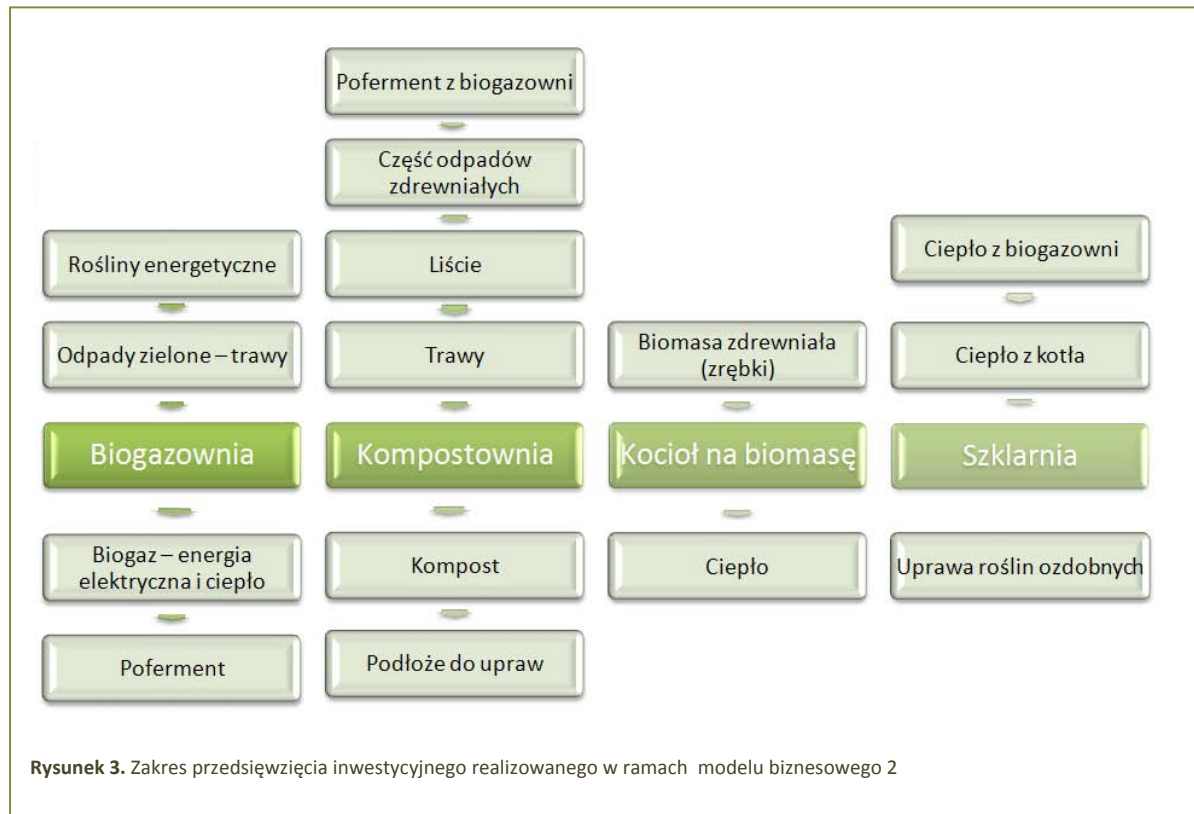 Poferment z biogazowni
Część odpadów
zdrewniałych
Rośliny energetyczne
Liście
Ciepło z biogazowni
Odpady zielone – trawy
Trawy
Biomasa zdrewniała
(zrębki)
Ciepło z kotła
Biogazownia
Kompostownia
Kocioł na biomasę
Szklarnia
Biogaz – energia
elektryczna i ciepło
Kompost
Ciepło
Uprawa roślin ozdobnych
Poferment
Podłoże do upraw
Rysunek 3. Zakres przedsięwzięcia inwestycyjnego realizowanego w ramach modelu biznesowego 2